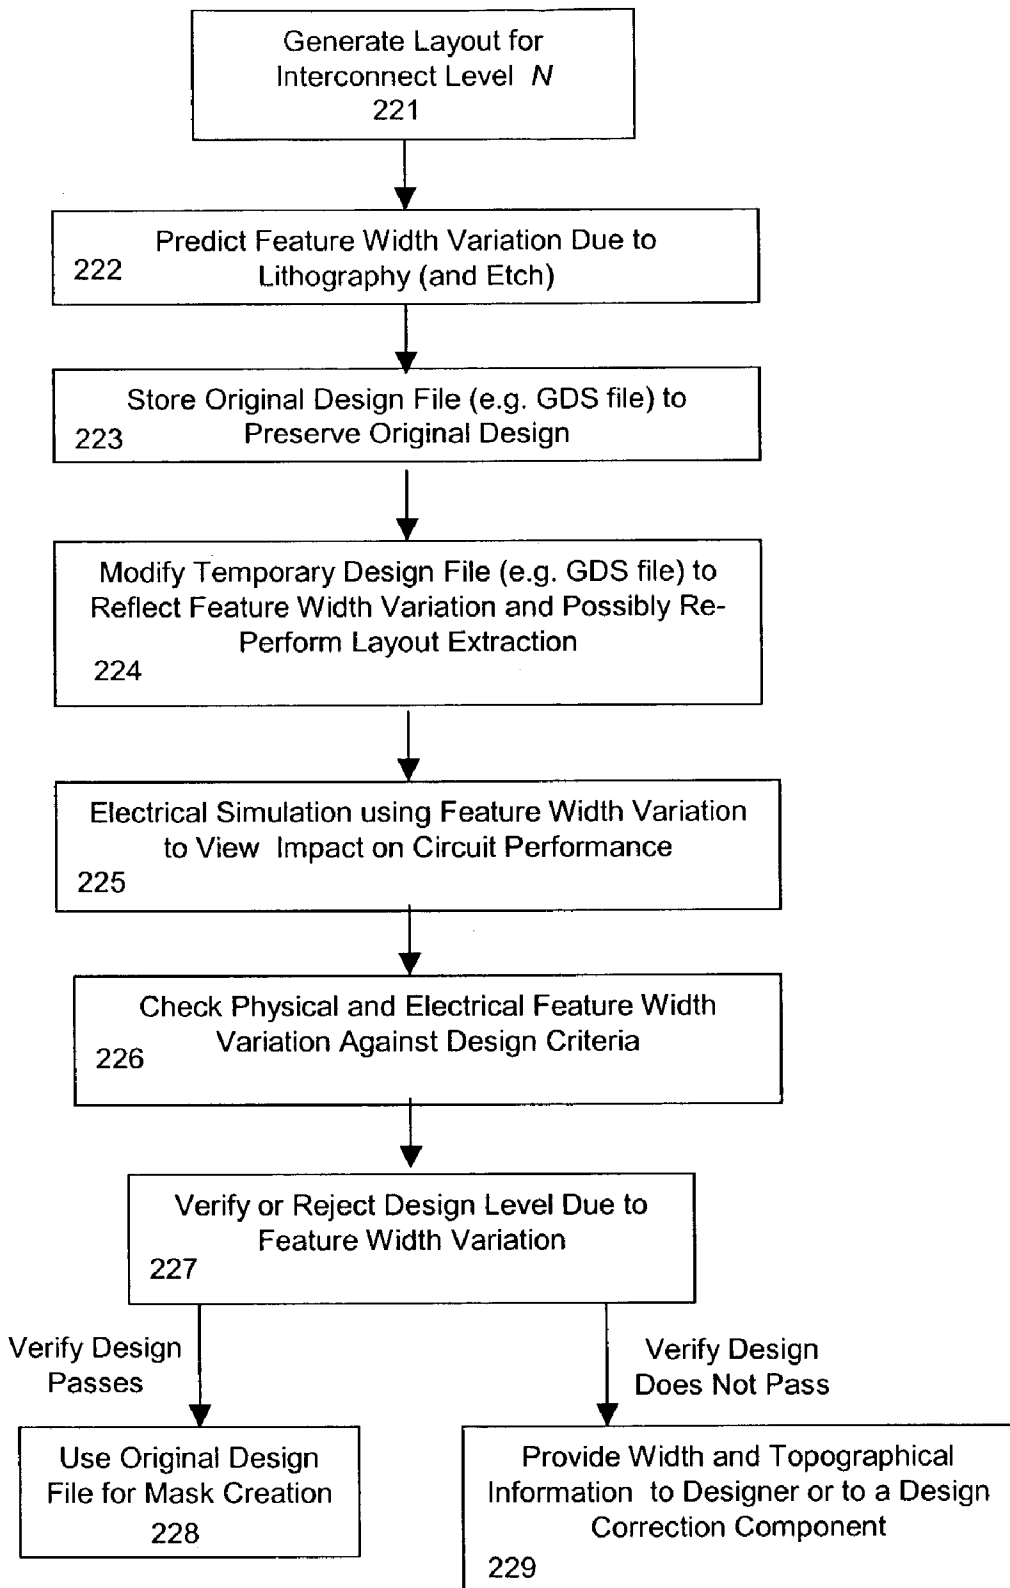 Generate Layout for
Interconnect Level N
221
Predict Feature Width Variation Due to
222
Lithography (and Etch)
Store Original Design File (e.g. GDS file) to
223
Preserve Original Design
Modify Temporary Design File (e.g. GDS file) to
Reflect Feature Width Variation and Possibly Re-
Perform Layout Extraction
224
Electrical Simulation using Feature Width Variation
to View Impact on Circuit Performance
225
Check Physical and Electrical Feature Width
Variation Against Design Criteria
226
Verify or Reject Design Level Due to
Feature Width Variation
227
Verify Design
Passes
Verify Design
Does Not Pass
Use Original Design
File for Mask Creation
228
Provide Width and Topographical
Information to Designer or to a Design
Correction Component
229